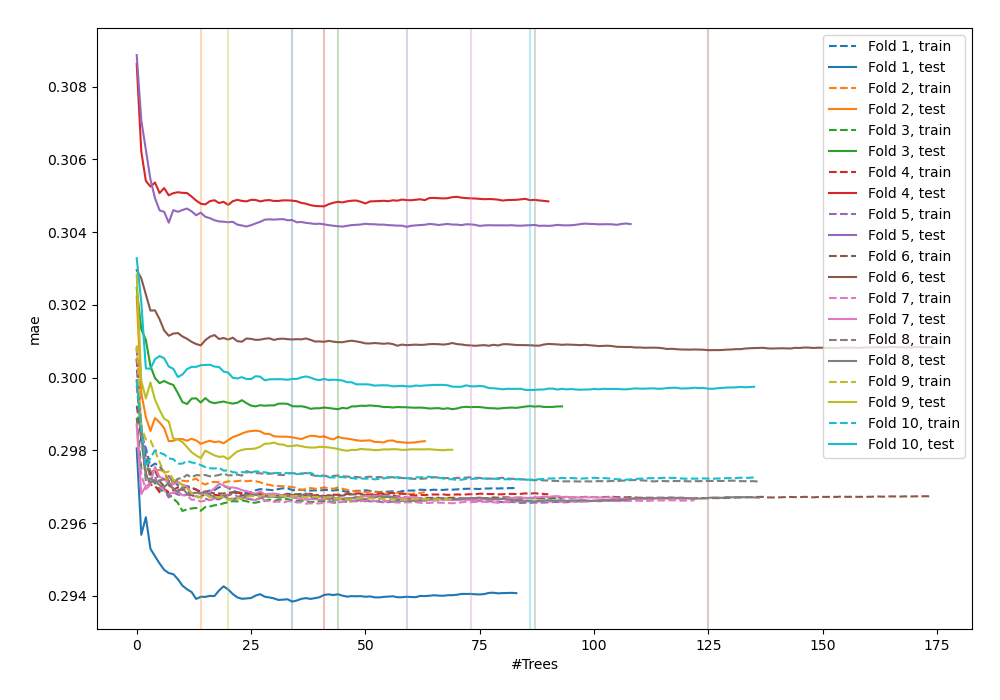 0.308
0.306
0.304
0.302
0.300
0.298
0.296
0.294
mae
0
25
50
75
100
125
150
175
#Trees
Fold 1, train
Fold 1, test
Fold 2, train
Fold 2, test
Fold 3, train
Fold 3, test
Fold 4, train
Fold 4, test
Fold 5, train
Fold 5, test
Fold 6, train
Fold 6, test
Fold 7, train
Fold 7, test
Fold 8, train
Fold 8, test
Fold 9, train
Fold 9, test
Fold 10, train
Fold 10, test